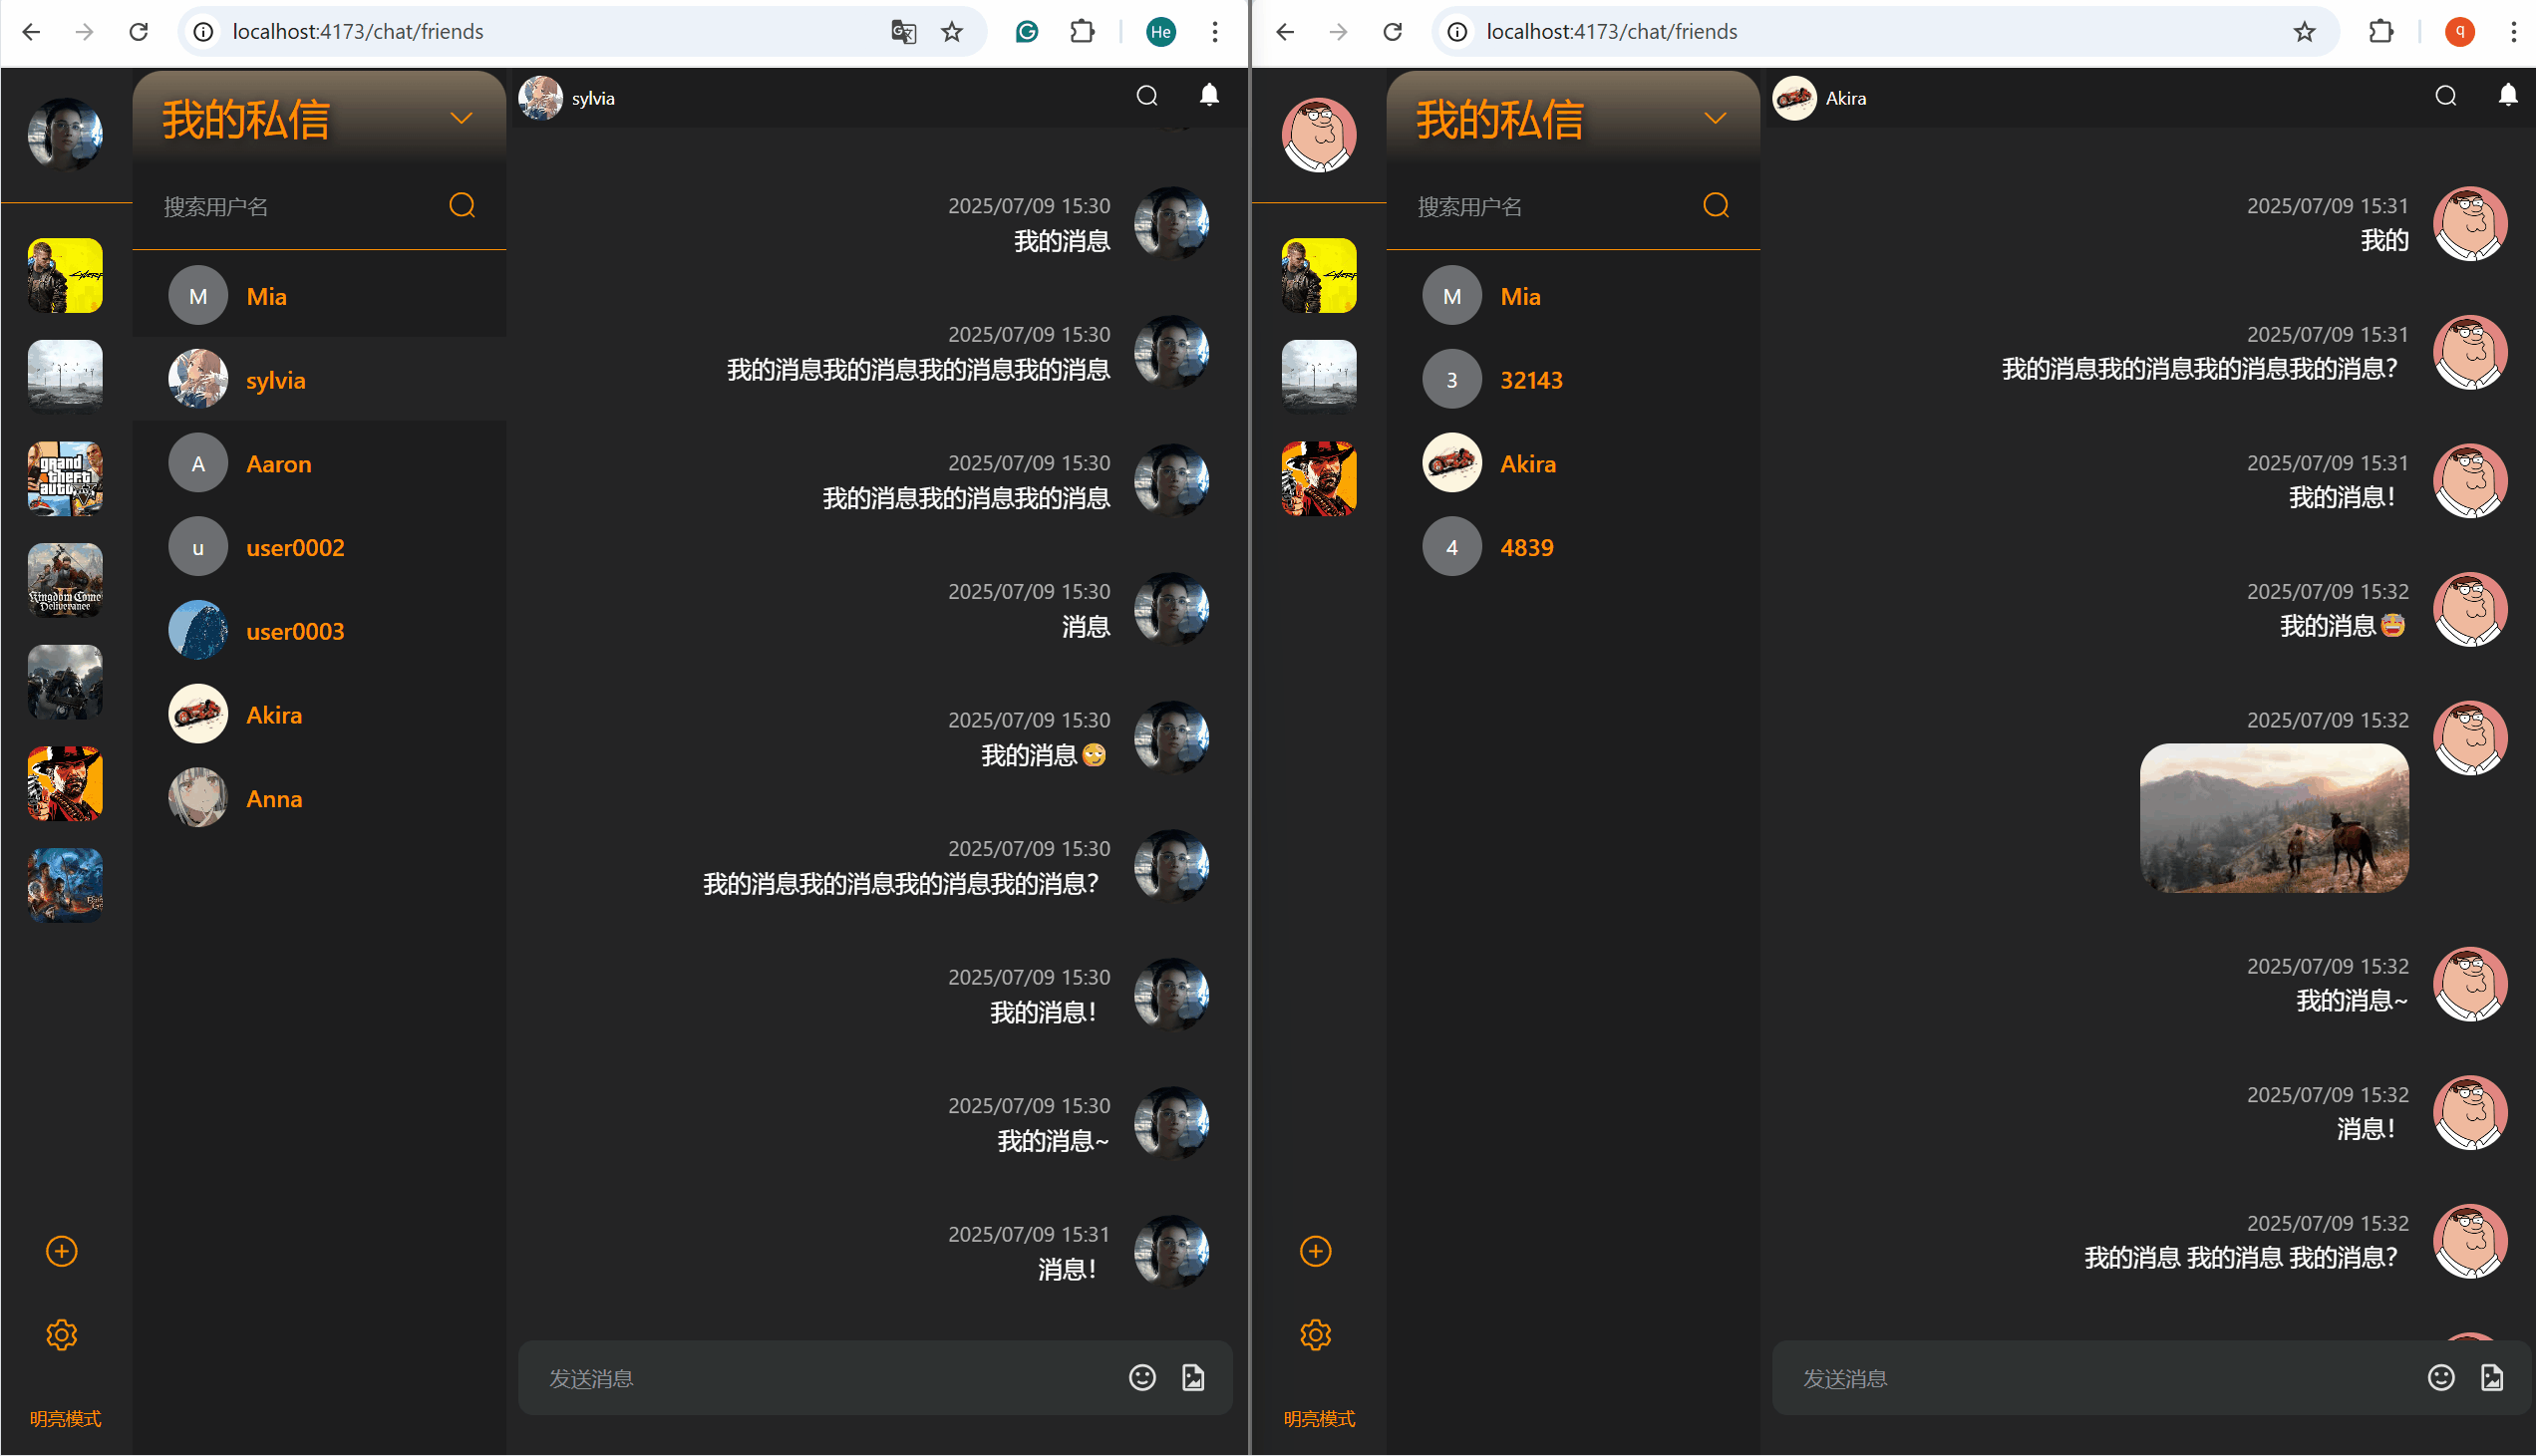 localhost:4173/chat/friends
He
我的私信
搜索用户名
M
Mia
sylvia
A
Aaron
u
user0002
user0003
Akira
Anna
明亮模式
sylvia
2025/07/09 15:30
我的消息
2025/07/09 15:30
我的消息我的消息我的消息我的消息
2025/07/09 15:30
我的消息我的消息我的消息
2025/07/09 15:30
消息
2025/07/09 15:30
我的消息🙄
2025/07/09 15:30
我的消息我的消息我的消息我的消息？
2025/07/09 15:30
我的消息！
2025/07/09 15:30
我的消息~
2025/07/09 15:31
消息！
发送消息
grand
theft
auto
V
Kingdom Come
Deliverance
localhost:4173/chat/friends
q
我的私信
搜索用户名
M
Mia
3
32143
Akira
4
4839
明亮模式
Akira
2025/07/09 15:31
我的
2025/07/09 15:31
我的消息我的消息我的消息我的消息？
2025/07/09 15:31
我的消息！
2025/07/09 15:32
我的消息
2025/07/09 15:32
2025/07/09 15:32
我的消息~
2025/07/09 15:32
消息！
2025/07/09 15:32
我的消息 我的消息 我的消息？
发送消息